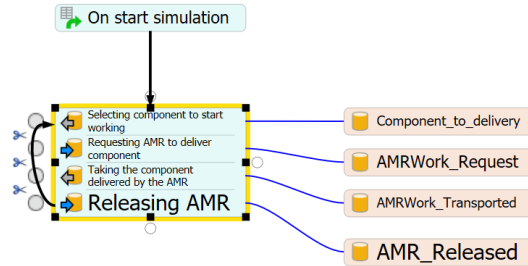 On start simulation
Selecting component to start
working
Requesting AMR to deliver
component
Taking the component
delivered by the AMR
Releasing AMR
Component_to_delivery
AMRWork_Request
AMRWork_Transported
AMR_Released